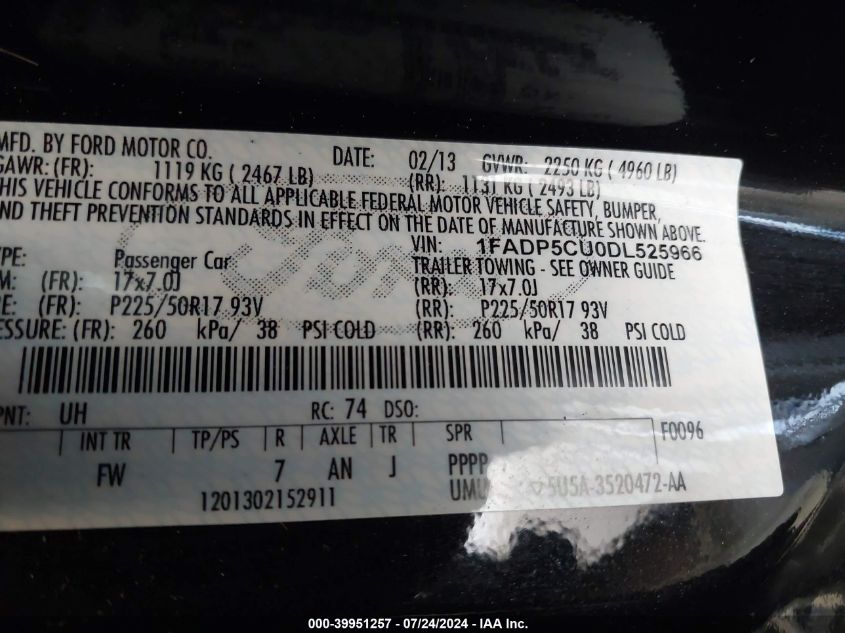 MFD. BY FORD MOTOR CO. DATE: 02/13 GVWR: 2250 KG ( 4960 LB)
GAWR: (FR): 1119 KG ( 2467 LB) (RR): 1131 KG ( 2493 LB)
THIS VEHICLE CONFORMS TO ALL APPLICABLE FEDERAL MOTOR VEHICLE SAFETY, BUMPER,
ND THEFT PREVENTION STANDARDS IN EFFECT ON THE DATE OF MANUFACTURE SHOWN ABOVE.
VIN: 1FADP5CU0DL525966
PE: Passenger Car TRAILER TOWING - SEE OWNER GUIDE
M: (FR): 17x7.0J (RR): 17x7.0J
E: (FR): P225/50R17 93V (RR): P225/50R17 93V
ESSURE: (FR): 260 kPa/ 38 PSI COLD (RR): 260 kPa/ 38 PSI COLD
PNT: UH RC: 74 DSO:
INT TR TP/PS R AXLE TR SPR F0096
FW 7 AN J PPPP
1201302152911 UMU 5U5A-3520472-AA
000-39951257 - 07/24/2024 - IAA Inc.